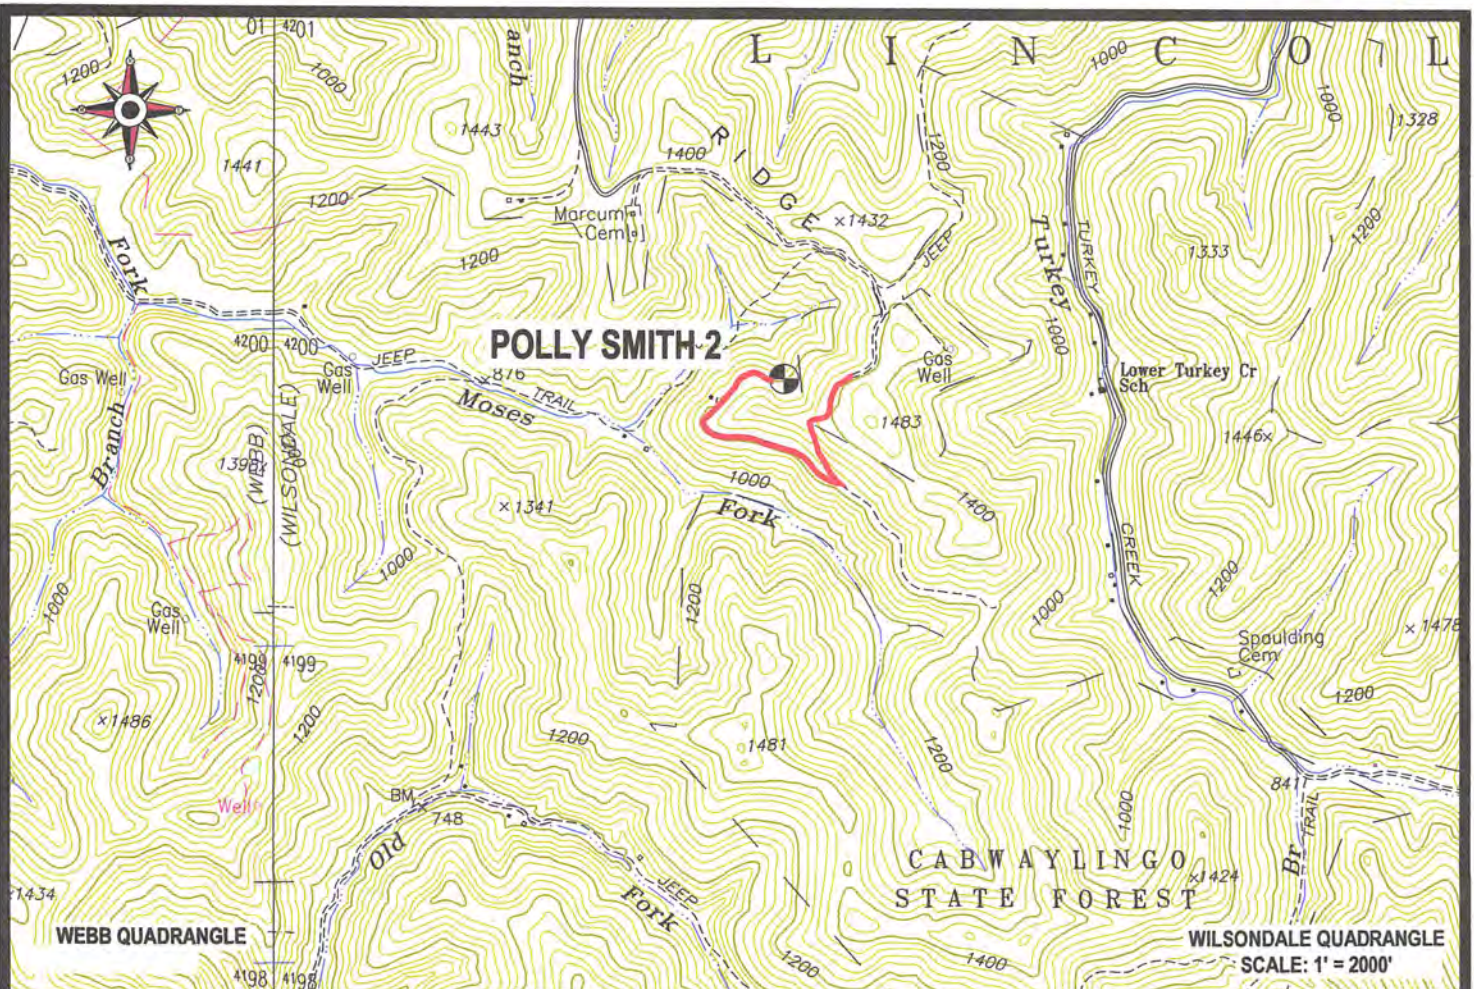 01 4201
L I N C O L
1200
1000
anch
1000
1443
1400
RIDGE
1200
1000
1328
1441
1200
Marcum
Cem
×1432
JEEP
Turkey
TURKEY
1200
1333
Fork
1200
1000
4200 4200
POLLY SMITH 2
Gas Well
JEEP
876
TRAIL
Gas
Well
Moses
Gas
Well
Lower Turkey Cr
Sch
Branch
1483
1446×
(WEBB)
(WILSONDALE)
×1341
1000
Fork
1400
1000
CREEK
1000
1200
1200
1000
Gas
Well
4199 4199
1200
Spaulding
Cem
×1478
1200
×1486
1200
1200
1481
1200
Well
BM
748
8411
TRAIL
1000
Old
JEEP
Fork
CABWAYLINGO
STATE FOREST
×1424
Br
1434
WEBB QUADRANGLE
WILSONDALE QUADRANGLE
SCALE: 1' = 2000'
1200
1400
4198 4198